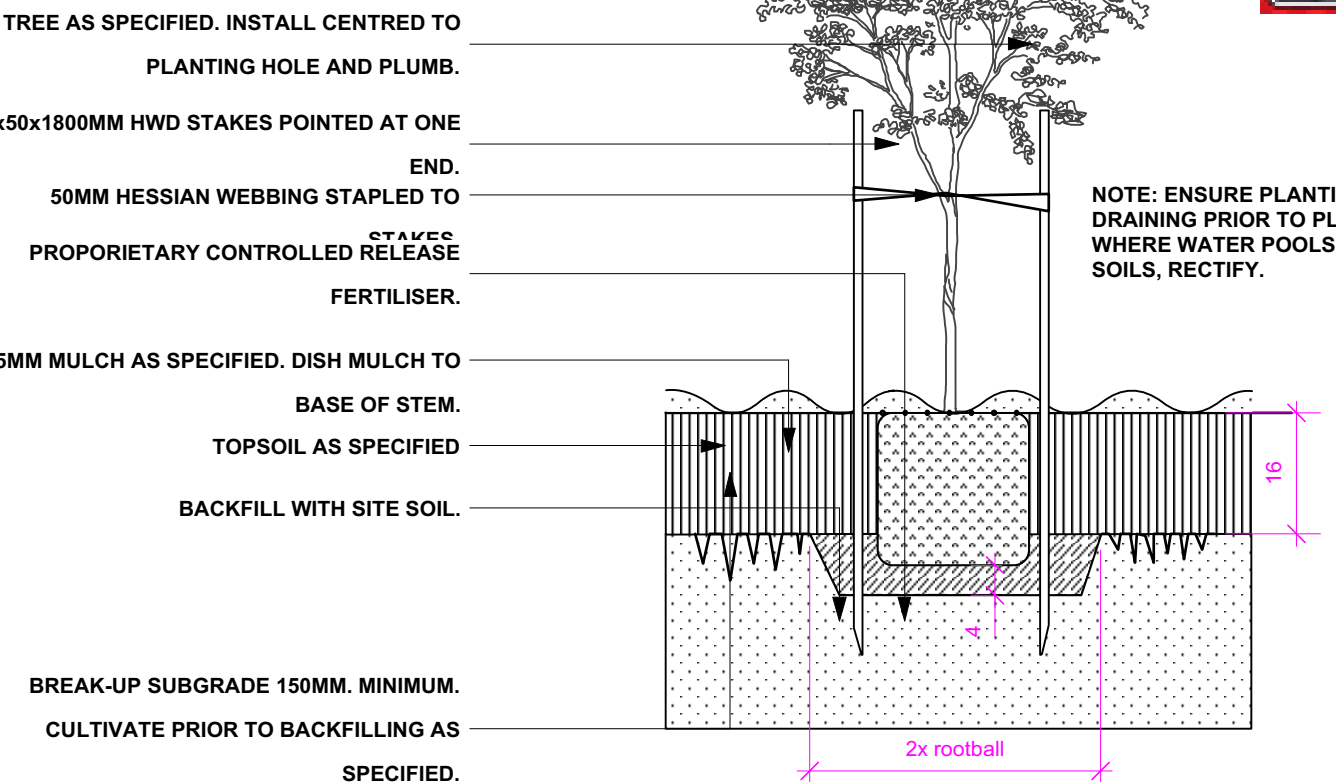 TREE AS SPECIFIED. INSTALL CENTRED TO
PLANTING HOLE AND PLUMB.
x50x1800MM HWD STAKES POINTED AT ONE
END.
50MM HESSIAN WEBBING STAPLED TO
STAKES.
PROPORIETARY CONTROLLED RELEASE
FERTILISER.
5MM MULCH AS SPECIFIED. DISH MULCH TO
BASE OF STEM.
TOPSOIL AS SPECIFIED
BACKFILL WITH SITE SOIL.
BREAK-UP SUBGRADE 150MM. MINIMUM.
CULTIVATE PRIOR TO BACKFILLING AS
SPECIFIED.
NOTE: ENSURE PLANTI
DRAINING PRIOR TO PL
WHERE WATER POOLS
SOILS, RECTIFY.
16
4
2x rootball